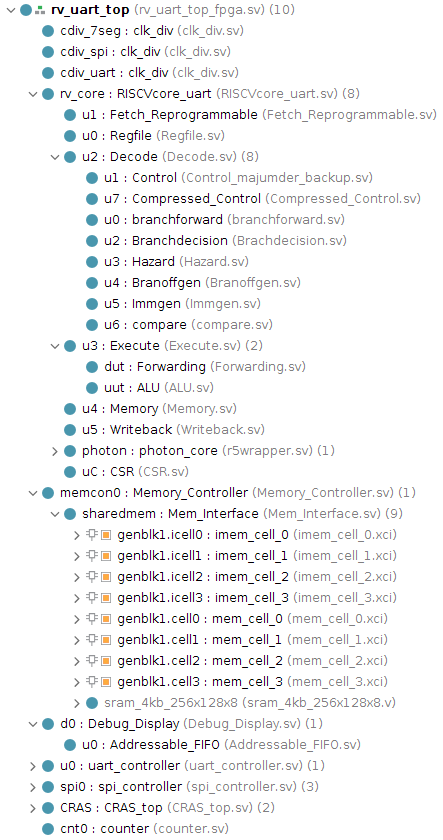 rv_uart_top (rv_uart_top_fpga.sv) (10)
cdiv_7seg : clk_div (clk_div.sv)
cdiv_spi : clk_div (clk_div.sv)
cdiv_uart : clk_div (clk_div.sv)
rv_core : RISCVcore_uart (RISCVcore_uart.sv) (8)
u1 : Fetch_Reprogrammable (Fetch_Reprogrammable.sv)
u0 : Regfile (Regfile.sv)
u2 : Decode (Decode.sv) (8)
u1 : Control (Control_majumder_backup.sv)
u7 : Compressed_Control (Compressed_Control.sv)
u0 : branchforward (branchforward.sv)
u2 : Branchdecision (Brachdecision.sv)
u3 : Hazard (Hazard.sv)
u4 : Branoffgen (Branoffgen.sv)
u5 : Immgen (Immgen.sv)
u6 : compare (compare.sv)
u3 : Execute (Execute.sv) (2)
dut : Forwarding (Forwarding.sv)
uut : ALU (ALU.sv)
u4 : Memory (Memory.sv)
u5 : Writeback (Writeback.sv)
photon : photon_core (r5wrapper.sv) (1)
uC : CSR (CSR.sv)
memcon0 : Memory_Controller (Memory_Controller.sv) (1)
sharedmem : Mem_Interface (Mem_Interface.sv) (9)
genblk1.icell0 : imem_cell_0 (imem_cell_0.xci)
genblk1.icell1 : imem_cell_1 (imem_cell_1.xci)
genblk1.icell2 : imem_cell_2 (imem_cell_2.xci)
genblk1.icell3 : imem_cell_3 (imem_cell_3.xci)
genblk1.cell0 : mem_cell_0 (mem_cell_0.xci)
genblk1.cell1 : mem_cell_1 (mem_cell_1.xci)
genblk1.cell2 : mem_cell_2 (mem_cell_2.xci)
genblk1.cell3 : mem_cell_3 (mem_cell_3.xci)
sram_4kb_256x128x8 (sram_4kb_256x128x8.v)
d0 : Debug_Display (Debug_Display.sv) (1)
u0 : Addressable_FIFO (Addressable_FIFO.sv)
u0 : uart_controller (uart_controller.sv) (1)
spi0 : spi_controller (spi_controller.sv) (3)
CRAS : CRAS_top (CRAS_top.sv) (2)
cnt0 : counter (counter.sv)